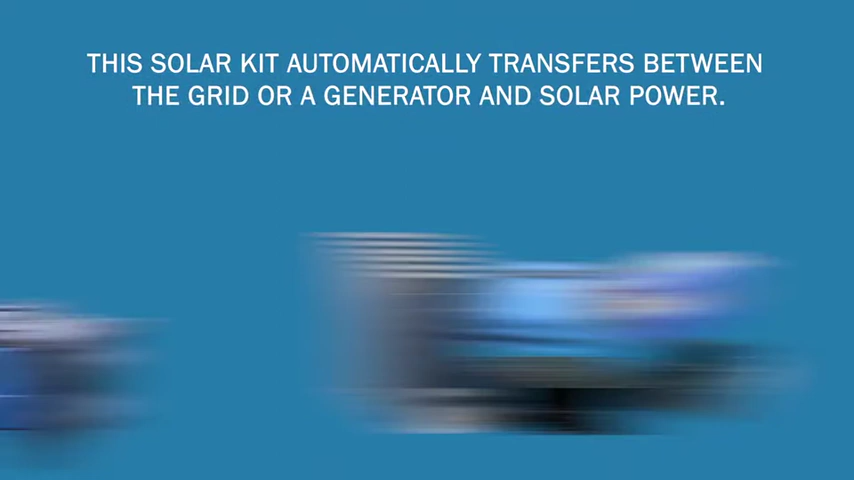 THIS SOLAR KIT AUTOMATICALLY TRANSFERS BETWEEN
THE GRID OR A GENERATOR AND SOLAR POWER.